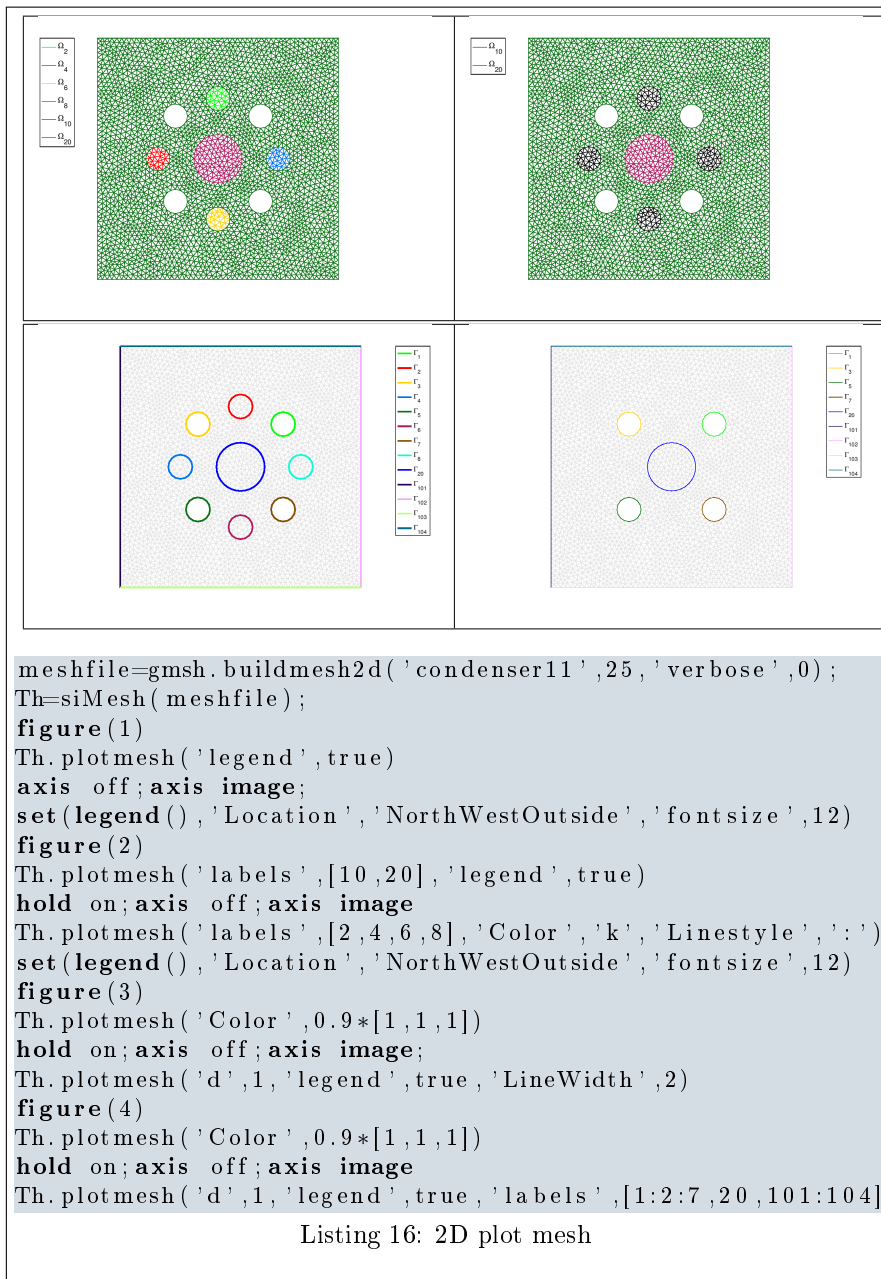 Ω2
Ω4
Ω6
Ω8
Ω10
Ω20
Ω10
Ω20
Γ1
Γ2
Γ3
Γ4
Γ5
Γ6
Γ7
Γ8
Γ20
Γ101
Γ102
Γ103
Γ104
Γ1
Γ3
Γ5
Γ7
Γ20
Γ101
Γ102
Γ103
Γ104
meshfile=gmsh.buildmesh2d('condenser11',25,'verbose',0);
Th=siMesh(meshfile);
figure(1)
Th.plotmesh('legend',true)
axis off;axis image;
set(legend(),'Location','NorthWestOutside','fontsize',12)
figure(2)
Th.plotmesh('labels',[10,20],'legend',true)
hold on;axis off;axis image
Th.plotmesh('labels',[2,4,6,8],'Color','k','Linestyle',':')
set(legend(),'Location','NorthWestOutside','fontsize',12)
figure(3)
Th.plotmesh('Color',0.9*[1,1,1])
hold on;axis off;axis image;
Th.plotmesh('d',1,'legend',true,'LineWidth',2)
figure(4)
Th.plotmesh('Color',0.9*[1,1,1])
hold on;axis off;axis image
Th.plotmesh('d',1,'legend',true,'labels',[1:2:7,20,101:104]
Listing 16: 2D plot mesh